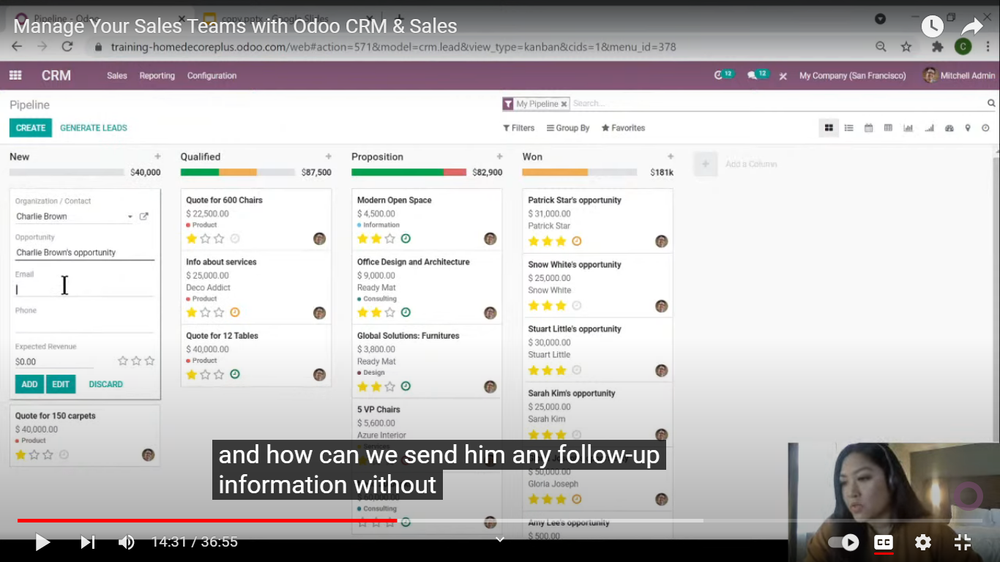 Pipeline - Odoo
copy.pptx - Google Slides
Manage Your Sales Teams with Odoo CRM & Sales
training-homedecoreplus.odoo.com/web#action=571&model=crm.lead&view_type=kanban&cids=1&menu_id=378
C
CRM
Sales
Reporting
Configuration
12
12
My Company (San Francisco)
Mitchell Admin
Pipeline
My Pipeline
Search...
CREATE
GENERATE LEADS
Filters
Group By
Favorites
New
$40,000
Organization / Contact
Charlie Brown
Opportunity
Charlie Brown's opportunity
Email
Phone
Expected Revenue
$0.00
ADD
EDIT
DISCARD
Quote for 150 carpets
$ 40,000.00
Product
Qualified
$87,500
Quote for 600 Chairs
$ 22,500.00
Product
Info about services
$ 25,000.00
Deco Addict
Product
Quote for 12 Tables
$ 40,000.00
Product
Proposition
$82,900
Modern Open Space
$ 4,500.00
Information
Office Design and Architecture
$ 9,000.00
Ready Mat
Consulting
Global Solutions: Furnitures
$ 3,800.00
Ready Mat
Design
5 VP Chairs
$ 5,600.00
Azure Interior
Services
Consulting
Won
$181k
Patrick Star's opportunity
$ 31,000.00
Patrick Star
Snow White's opportunity
$ 25,000.00
Snow White
Stuart Little's opportunity
$ 30,000.00
Stuart Little
Sarah Kim's opportunity
$ 25,000.00
Sarah Kim
$ 50,000.00
Gloria Joseph
Amy Lee's opportunity
$ 500.00
Add a Column
and how can we send him any follow-up
information without
14:31 / 36:55
CC